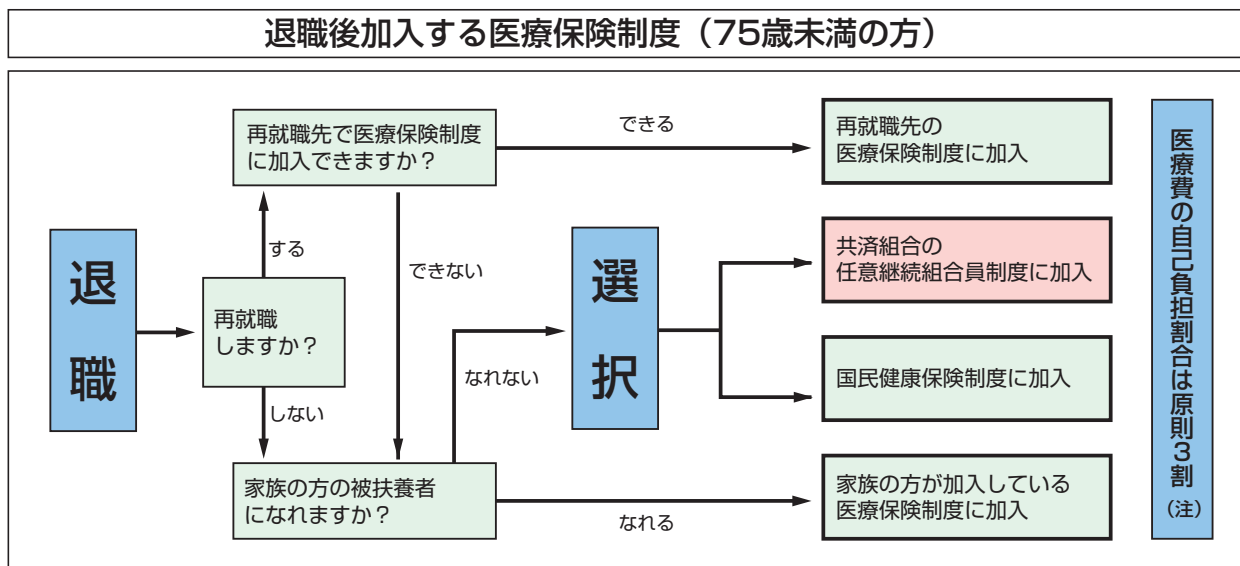 退職後加入する医療保険制度（75歳未満の方）
退職
再就職
しますか？
する
しない
再就職先で医療保険制度
に加入できますか？
できる
できない
家族の方の被扶養者
になれますか？
なれない
なれる
選択
再就職先の
医療保険制度に加入
共済組合の
任意継続組合員制度に加入
国民健康保険制度に加入
家族の方が加入している
医療保険制度に加入
医療費の自己負担割合は原則３割（注）